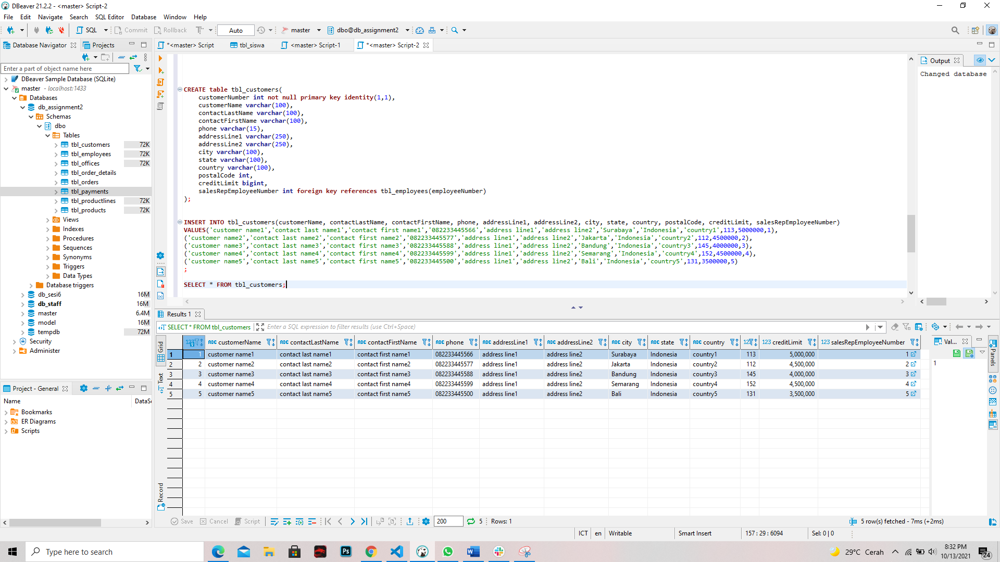 DBeaver 21.2.2 - <master> Script-2
File Edit Navigate Search SQL Editor Database Window Help
SQL Commit Rollback Auto master dbo@db_assignment2
Database Navigator Projects
*<master> Script tbl_siswa <master> Script-1 *<master> Script-2
Enter a part of object name here
DBeaver Sample Database (SQLite)
master - localhost:1433
Databases
db_assignment2
Schemas
dbo
Tables
tbl_customers 72K
tbl_employees 72K
tbl_offices 72K
tbl_order_details
tbl_orders
tbl_payments
tbl_productlines 72K
tbl_products 72K
Views
Indexes
Procedures
Sequences
Synonyms
Triggers
Data Types
Database triggers
db_sesi6 16M
db_staff 16M
master 6.4M
model 16M
tempdb 72M
Security
Administer
CREATE table tbl_customers(
customerNumber int not null primary key identity(1,1),
customerName varchar(100),
contactLastName varchar(100),
contactFirstName varchar(100),
phone varchar(15),
addressLine1 varchar(250),
addressLine2 varchar(250),
city varchar(100),
state varchar(100),
country varchar(100),
postalCode int,
creditLimit bigint,
salesRepEmployeeNumber int foreign key references tbl_employees(employeeNumber)
);
INSERT INTO tbl_customers(customerName, contactLastName, contactFirstName, phone, addressLine1, addressLine2, city, state, country, postalCode, creditLimit, salesRepEmployeeNumber)
VALUES('customer name1','contact last name1','contact first name1','082233445566','address line1','address line2','Surabaya','Indonesia','country1',113,5000000,1),
('customer name2','contact last name2','contact first name2','082233445577','address line1','address line2','Jakarta','Indonesia','country2',112,4500000,2),
('customer name3','contact last name3','contact first name3','082233445588','address line1','address line2','Bandung','Indonesia','country3',145,4000000,3),
('customer name4','contact last name4','contact first name4','082233445599','address line1','address line2','Semarang','Indonesia','country4',152,4500000,4),
('customer name5','contact last name5','contact first name5','082233445500','address line1','address line2','Bali','Indonesia','country5',131,3500000,5)
;
SELECT * FROM tbl_customers;
Output
Changed database
Results 1
SELECT * FROM tbl_customers Enter a SQL expression to filter results (use Ctrl+Space)
Grid
Text
Record
123 ABC customerName ABC contactLastName ABC contactFirstName ABC phone ABC addressLine1 ABC addressLine2 ABC city ABC state ABC country 123 creditLimit 123 salesRepEmployeeNumber
1 1 customer name1 contact last name1 contact first name1 082233445566 address line1 address line2 Surabaya Indonesia country1 113 5,000,000 1
2 2 customer name2 contact last name2 contact first name2 082233445577 address line1 address line2 Jakarta Indonesia country2 112 4,500,000 2
3 3 customer name3 contact last name3 contact first name3 082233445588 address line1 address line2 Bandung Indonesia country3 145 4,000,000 3
4 4 customer name4 contact last name4 contact first name4 082233445599 address line1 address line2 Semarang Indonesia country4 152 4,500,000 4
5 5 customer name5 contact last name5 contact first name5 082233445500 address line1 address line2 Bali Indonesia country5 131 3,500,000 5
Val...
1
Panels
Project - General
Name DataSo
Bookmarks
ER Diagrams
Scripts
Save Cancel Script 200 5 Rows: 1 5 row(s) fetched - 7ms (+2ms)
ICT en Writable Smart Insert 157 : 29 : 6094 Sel: 0 | 0
Type here to search
Ps
29°C Cerah
8:32 PM
10/13/2021
24